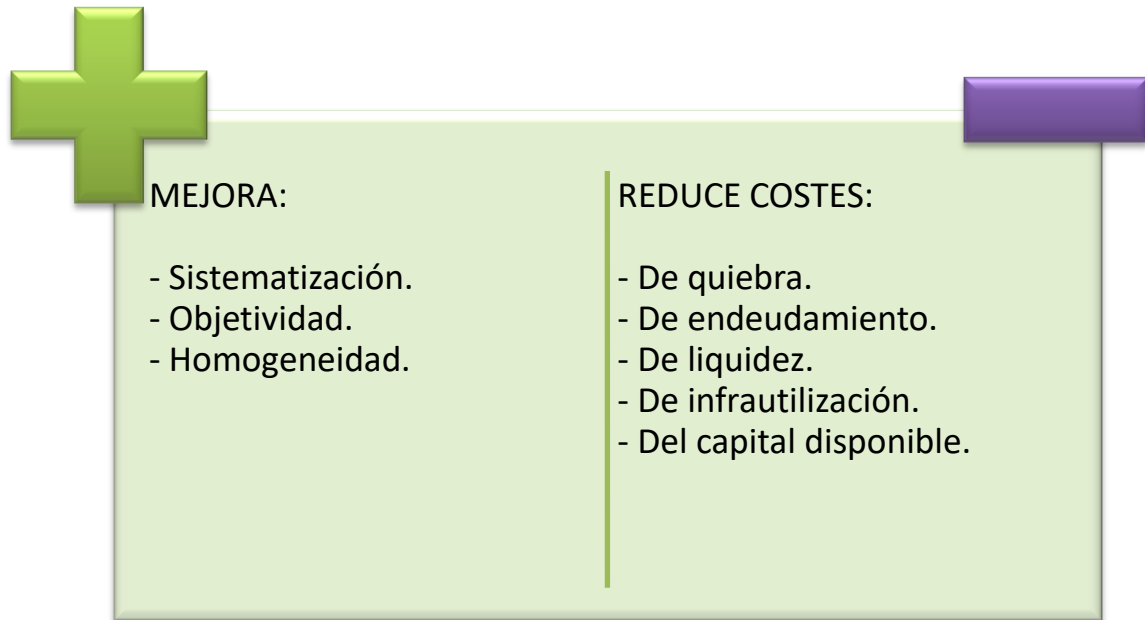 MEJORA:
- Sistematización.
- Objetividad.
- Homogeneidad.
REDUCE COSTES:
- De quiebra.
- De endeudamiento.
- De liquidez.
- De infrautilización.
- Del capital disponible.